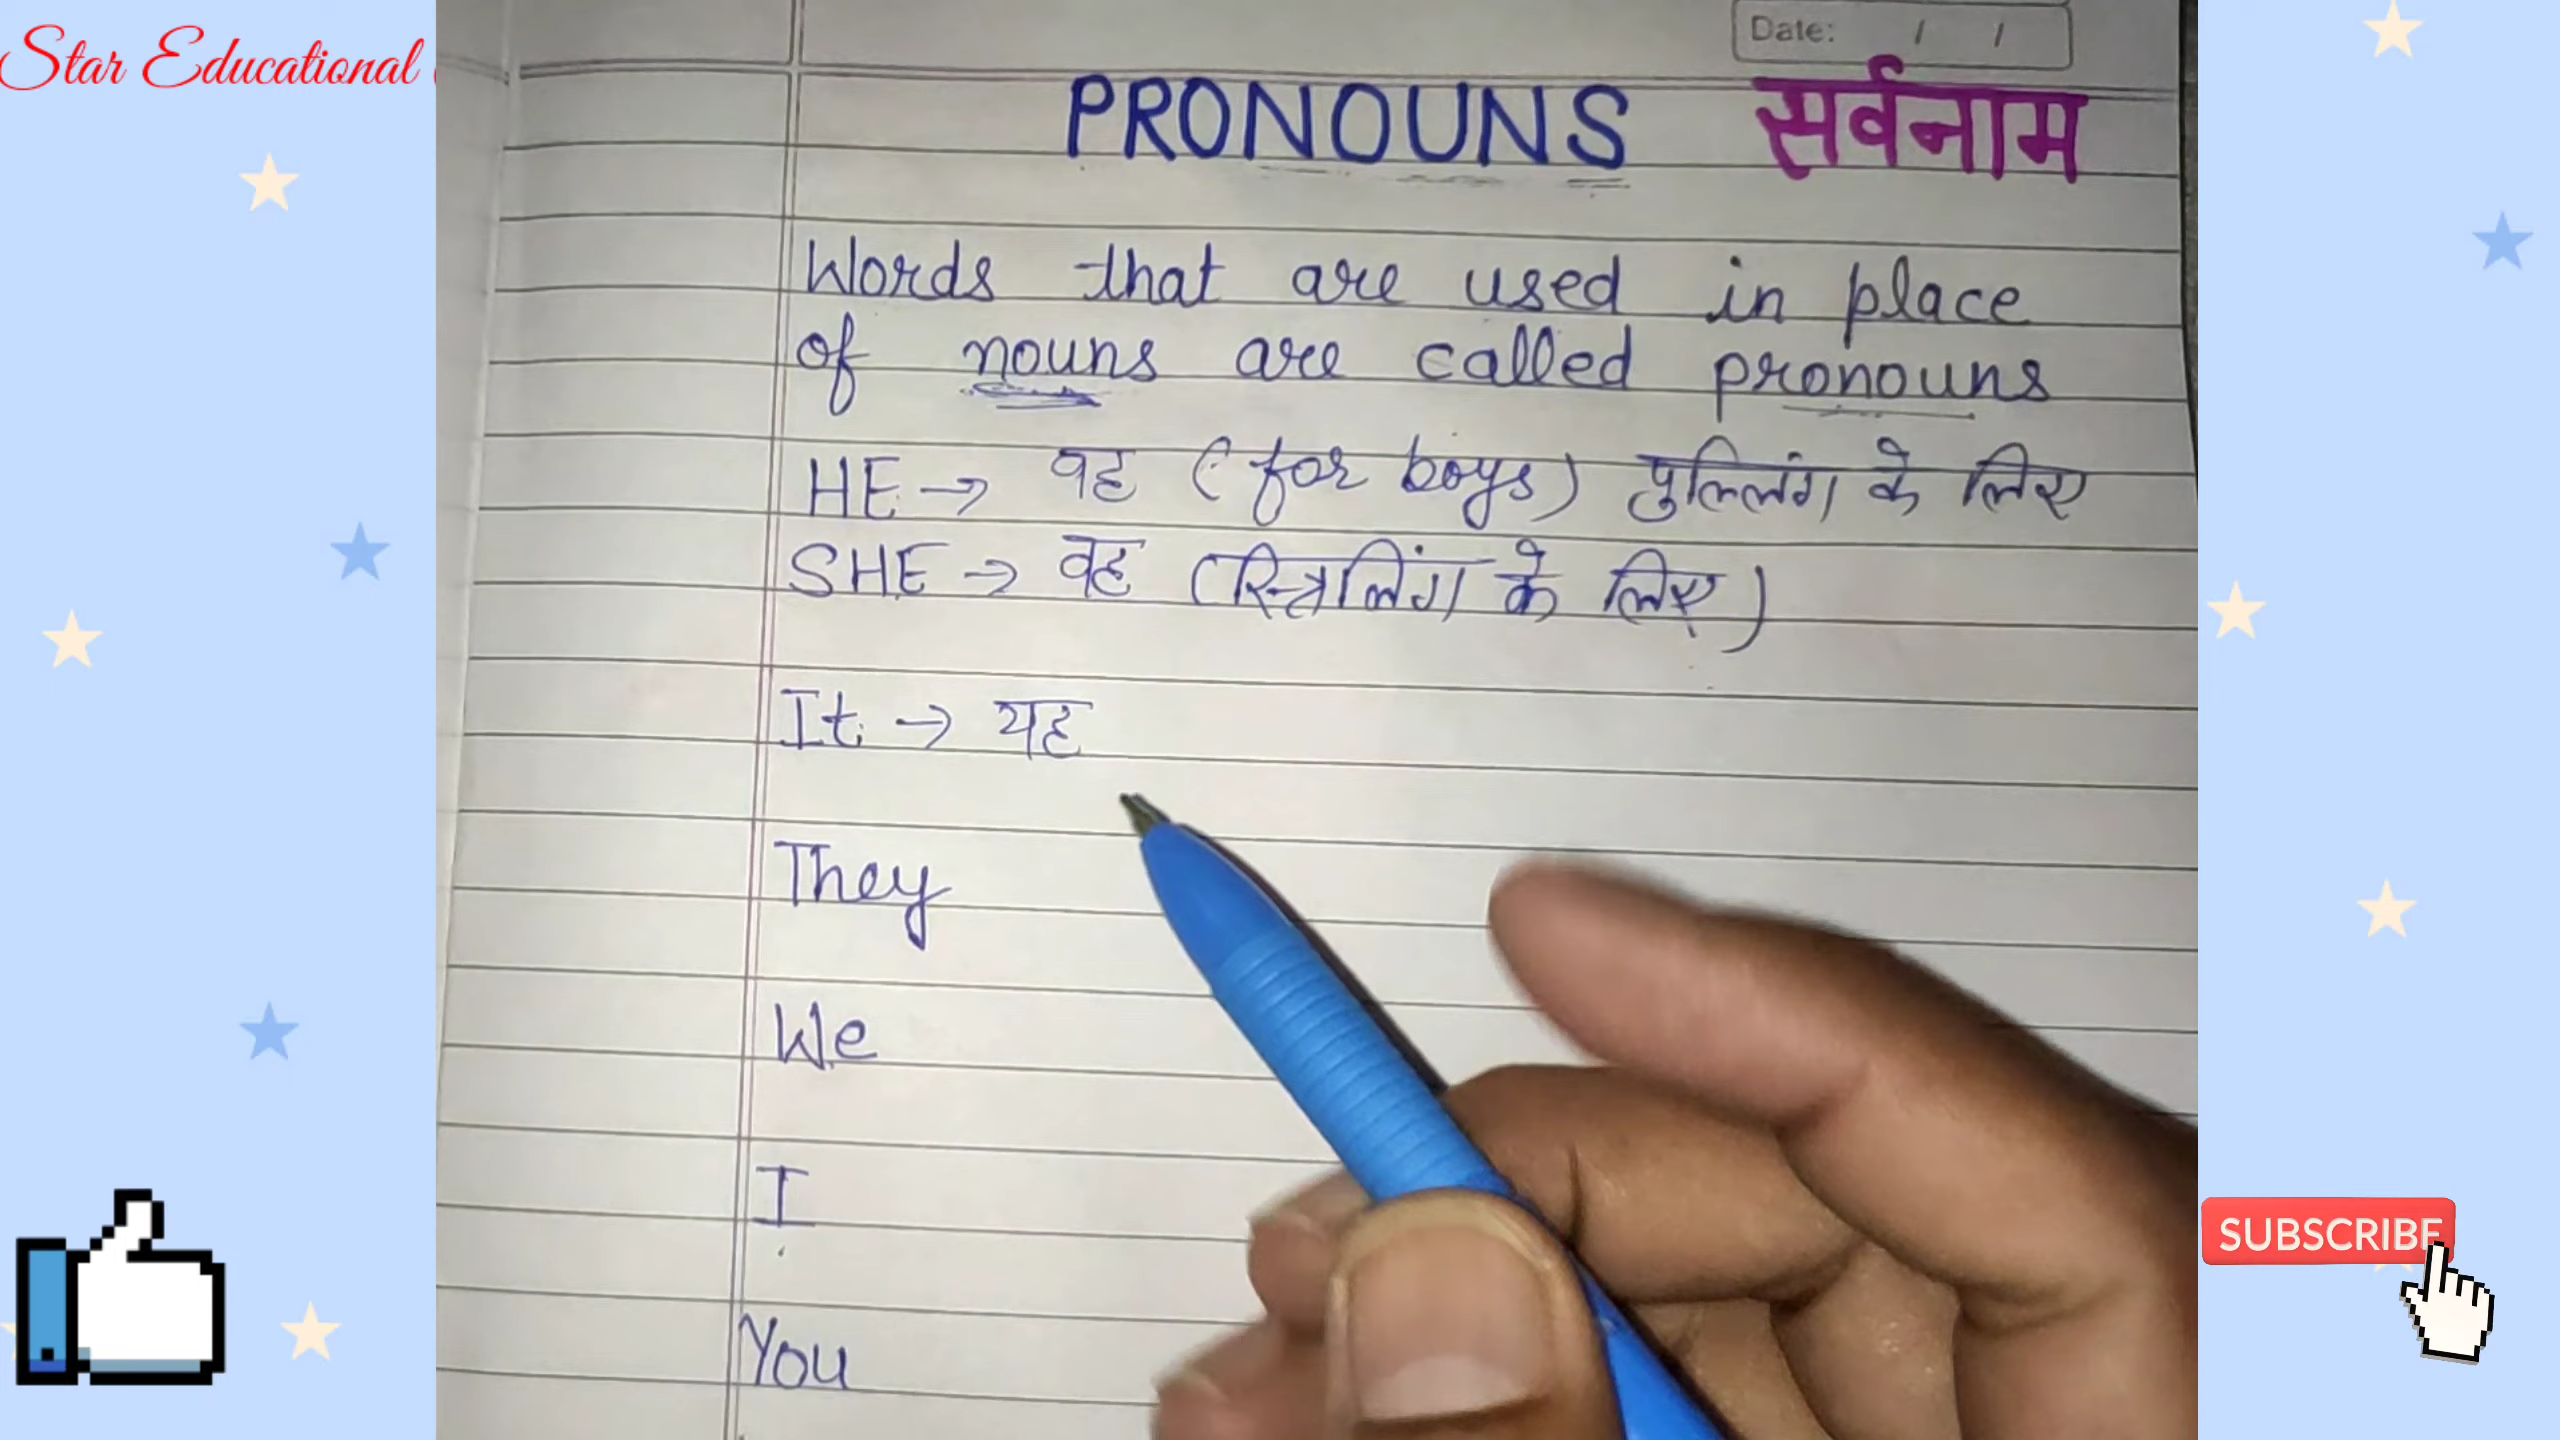 Star Educational
Date: / /
PRONOUNS सर्वनाम
Words that are used in place
of nouns are called pronouns
HE → वह (for boys) पुल्लिंग के लिए
SHE → वह (स्त्रिलिंग के लिए)
It → यह
They
We
I
You
SUBSCRIBE